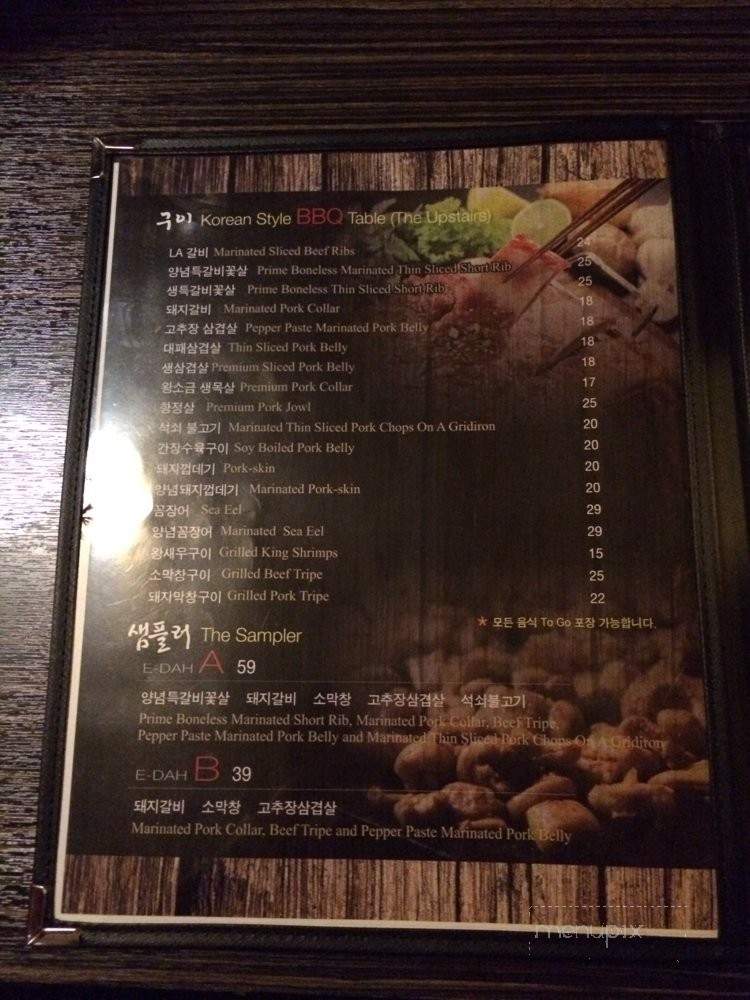 구이 Korean Style BBQ Table (The Upstairs)
LA 갈비 Marinated Sliced Beef Ribs 24
양념특갈비꽃살 Prime Boneless Marinated Thin Sliced Short Rib 25
생특갈비꽃살 Prime Boneless Thin Sliced Short Rib 25
돼지갈비 Marinated Pork Collar 18
고추장 삼겹살 Pepper Paste Marinated Pork Belly 18
대패삼겹살 Thin Sliced Pork Belly 18
생삼겹살 Premium Sliced Pork Belly 18
왕소금 생목살 Premium Pork Collar 17
항정살 Premium Pork Jowl 25
석쇠 불고기 Marinated Thin Sliced Pork Chops On A Gridiron 20
간장수육구이 Soy Boiled Pork Belly 20
돼지껍데기 Pork-skin 20
양념돼지껍데기 Marinated Pork-skin 20
꼼장어 Sea Eel 29
양념꼼장어 Marinated Sea Eel 29
왕새우구이 Grilled King Shrimps 15
소막창구이 Grilled Beef Tripe 25
돼지막창구이 Grilled Pork Tripe 22
* 모든 음식 To Go 포장 가능합니다.
샘플러 The Sampler
E-DAH A 59
양념특갈비꽃살 돼지갈비 소막창 고추장삼겹살 석쇠불고기
Prime Boneless Marinated Short Rib, Marinated Pork Collar, Beef Tripe,
Pepper Paste Marinated Pork Belly and Marinated Thin Sliced Pork Chops On A Gridiron
E-DAH B 39
돼지갈비 소막창 고추장삼겹살
Marinated Pork Collar, Beef Tripe and Pepper Paste Marinated Pork Belly
menupix